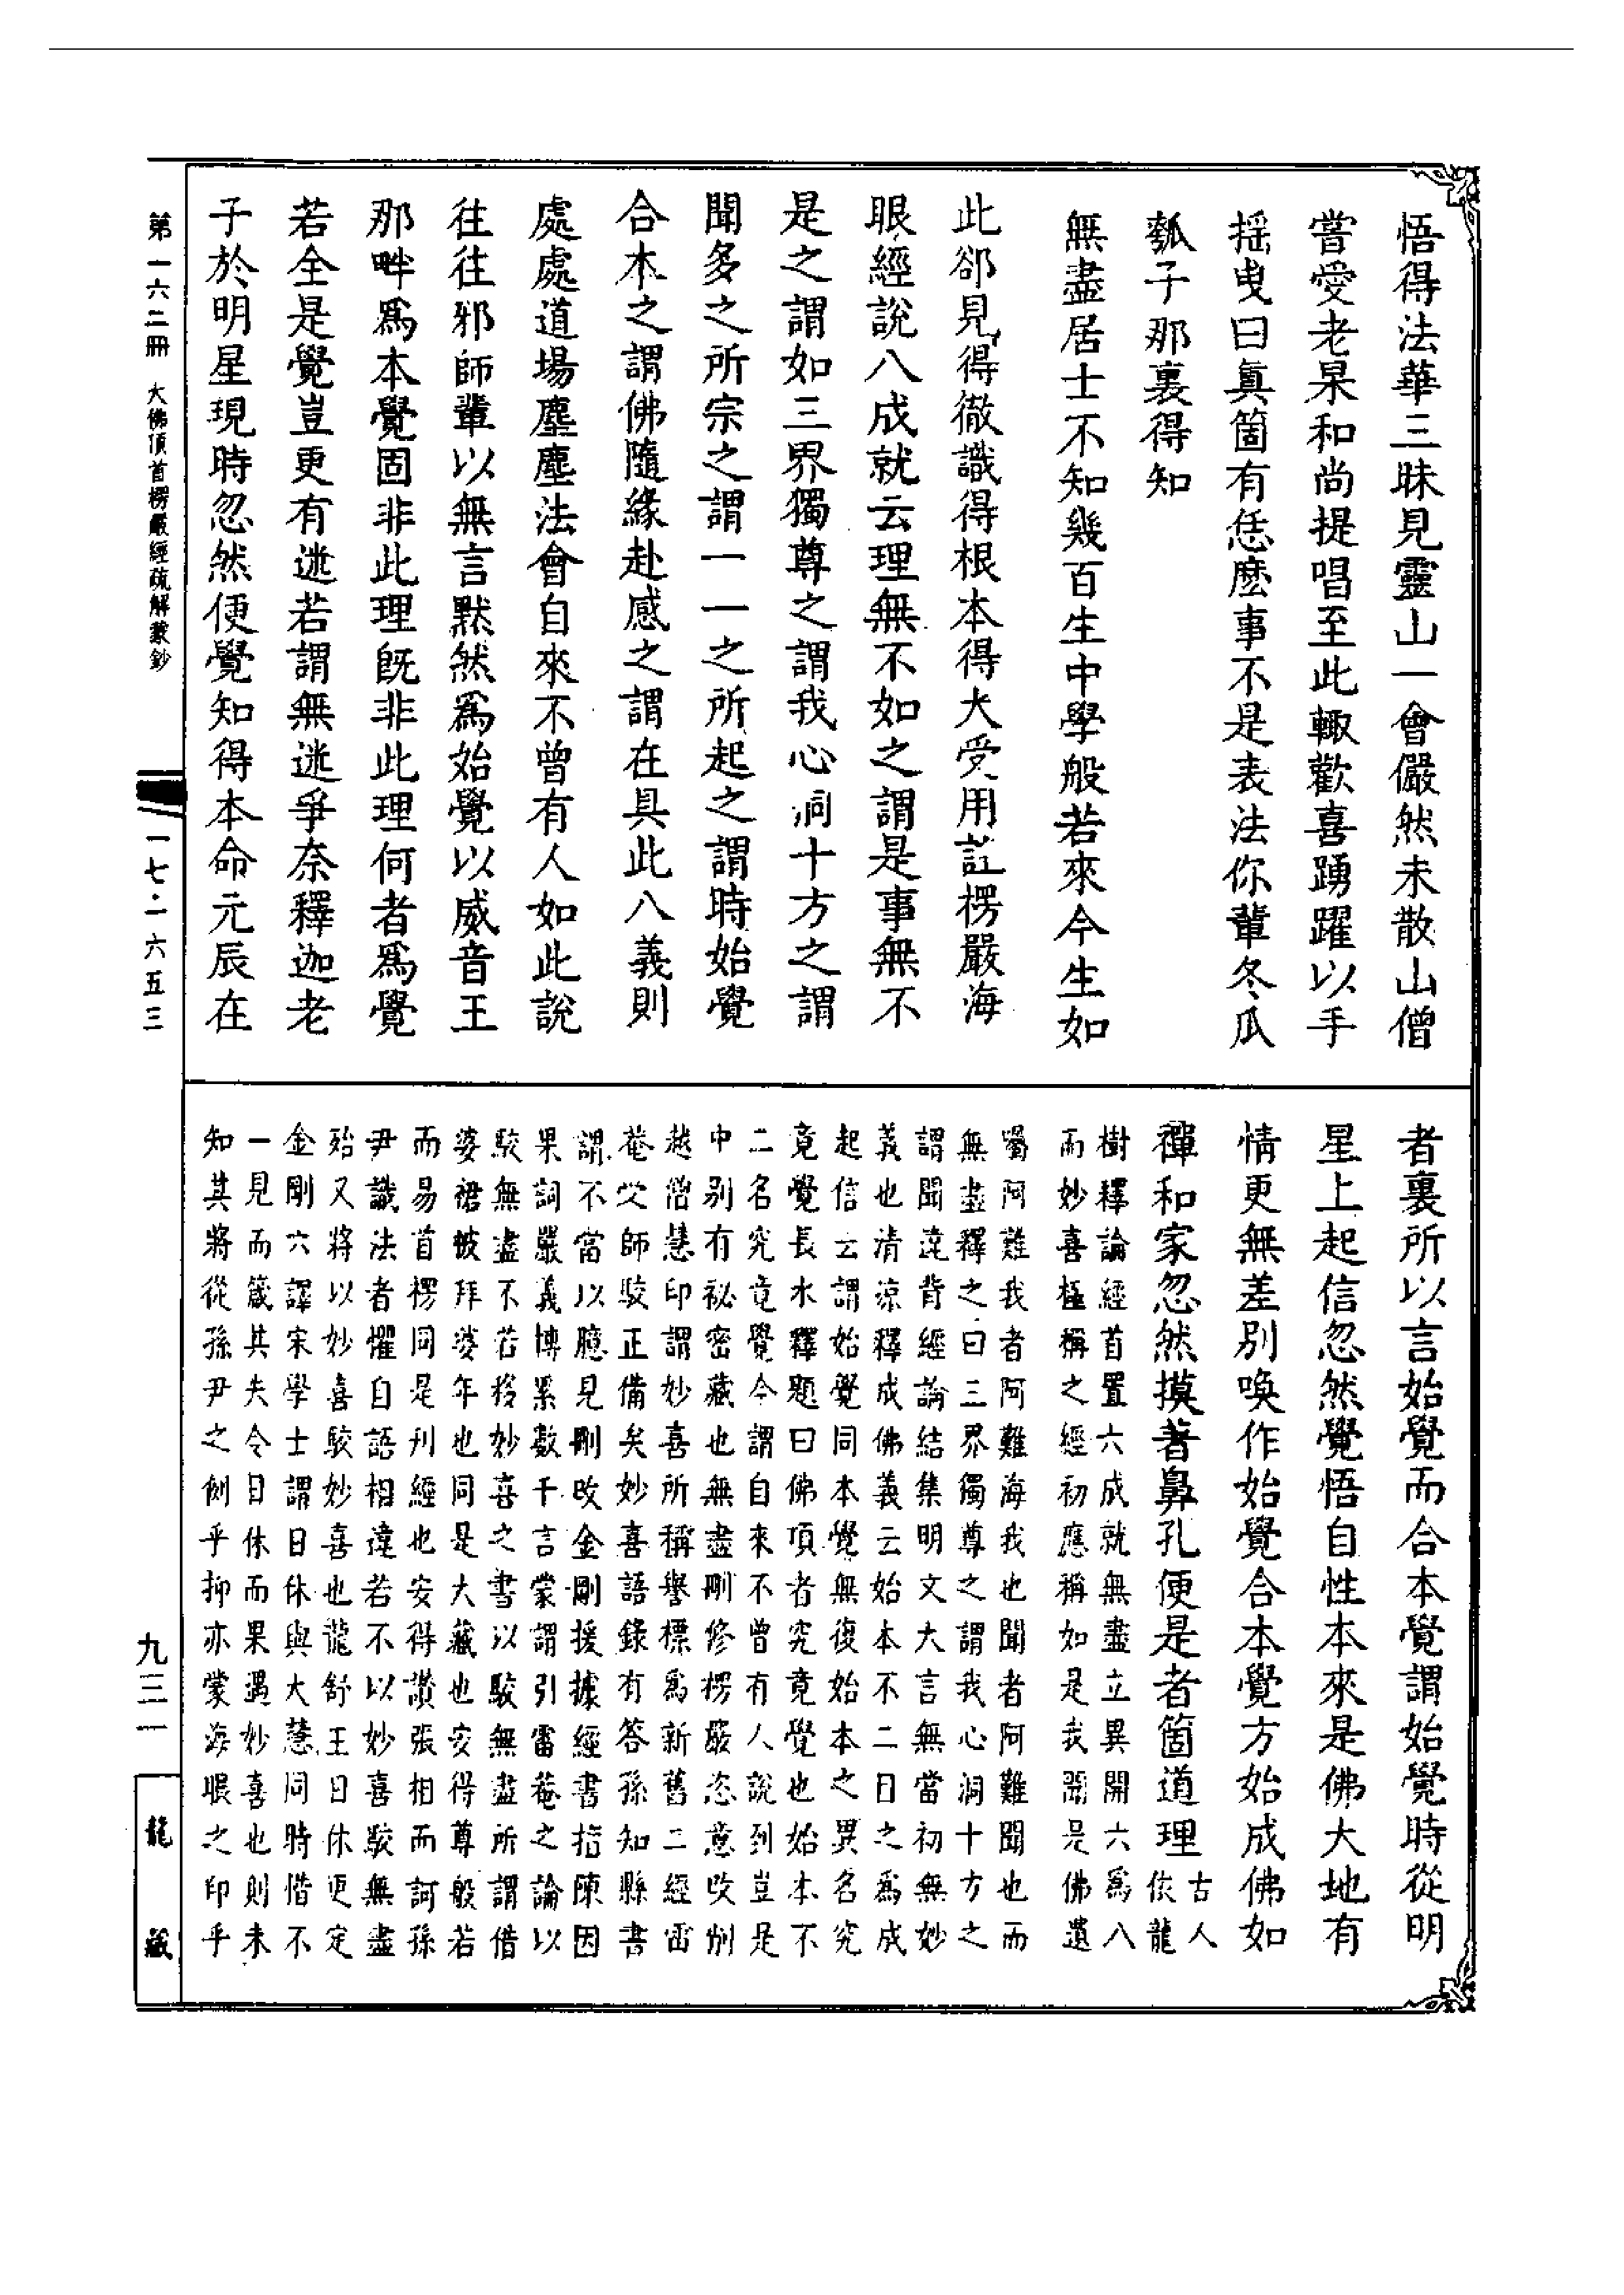 悟得法華三昧見靈山一會儼然未散山僧
嘗愛老杲和尚提唱至此輙歡喜踴躍以手
搖曳曰眞箇有恁麽事不是表法你輩冬瓜
瓠子那裏得知
無盡居士不知幾百生中學般若來今生如
此卻見得徹識得根本得大受用註楞嚴海
眼經說八成就云理無不如之謂是事無不
是之謂如三界獨尊之謂我心洞十方之謂
聞多之所宗之謂一一之所起之謂時始覺
合本之謂佛隨緣赴感之謂在具此八義則
處處道場塵塵法會自來不曾有人如此說
往往邪師輩以無言默然爲始覺以威音王
那畔爲本覺固非此理旣非此理何者爲覺
若全是覺豈更有迷若謂無迷爭奈釋迦老
子於明星現時忽然便覺知得本命元辰在
者裏所以言始覺而合本覺謂始覺時從明
星上起信忽然覺悟自性本來是佛大地有
情更無差別喚作始覺合本覺方始成佛如
禪和家忽然摸著鼻孔便是者箇道理
古人
依龍
樹釋論經首置六成就無盡立異開六爲八
而妙喜極稱之經初應稱如是我聞是佛遺
囑阿難我者阿難海我也聞者阿難聞也而
無盡釋之曰三界獨尊之謂我心洞十方之
謂聞違背經論結集明文大言無當初無妙
義也清涼釋成佛義云始本不二曰之爲成
起信云謂始覺同本覺無復始本之異名究
竟覺長水釋題曰佛頂者究竟覺也始本不
二名究竟覺今謂自來不曾有人說到豈是
中別有祕密藏也無盡刪修楞嚴恣意攺削
越僧慧印謂妙喜所稱譽標爲新舊二經雷
菴父師駁正備矣妙喜語錄有答孫知縣書
謂不當以臆見刪攺金剛援據經書指陳因
果詞嚴義博累數千言蒙謂引雷菴之論以
駁無盡不若移妙喜之書以駁無盡所謂借
婆裙帔拜婆年也同是大藏也安得尊般若
而易首楞同是刋經也安得讚張相而訶孫
尹識法者懼自語相違若不以妙喜駁無盡
殆又將以妙喜駁妙喜也龍舒王日休更定
金剛六譯宋學士謂日休與大慧同時惜不
一見而箴其失令日休而果遇妙喜也則未
知其將從孫尹之例乎抑亦蒙海眼之印乎
第一六二冊 大佛頂首楞嚴經疏解蒙鈔
一七·一六五三
九三一
龍藏